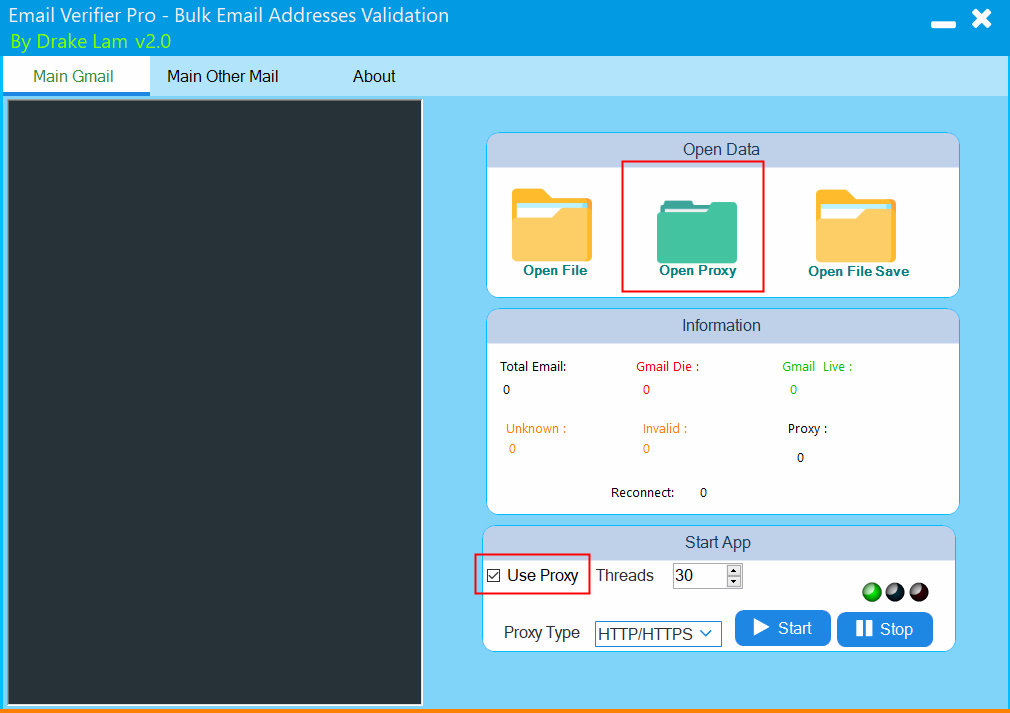 Email Verifier Pro - Bulk Email Addresses Validation
By Drake Lam v2.0
Main Gmail Main Other Mail About
Open Data
Open File Open Proxy Open File Save
Information
Total Email: Gmail Die : Gmail Live :
0 0 0
Unknown : Invalid : Proxy :
0 0 0
Reconnect: 0
Start App
Use Proxy Threads 30
Proxy Type HTTP/HTTPS Start Stop